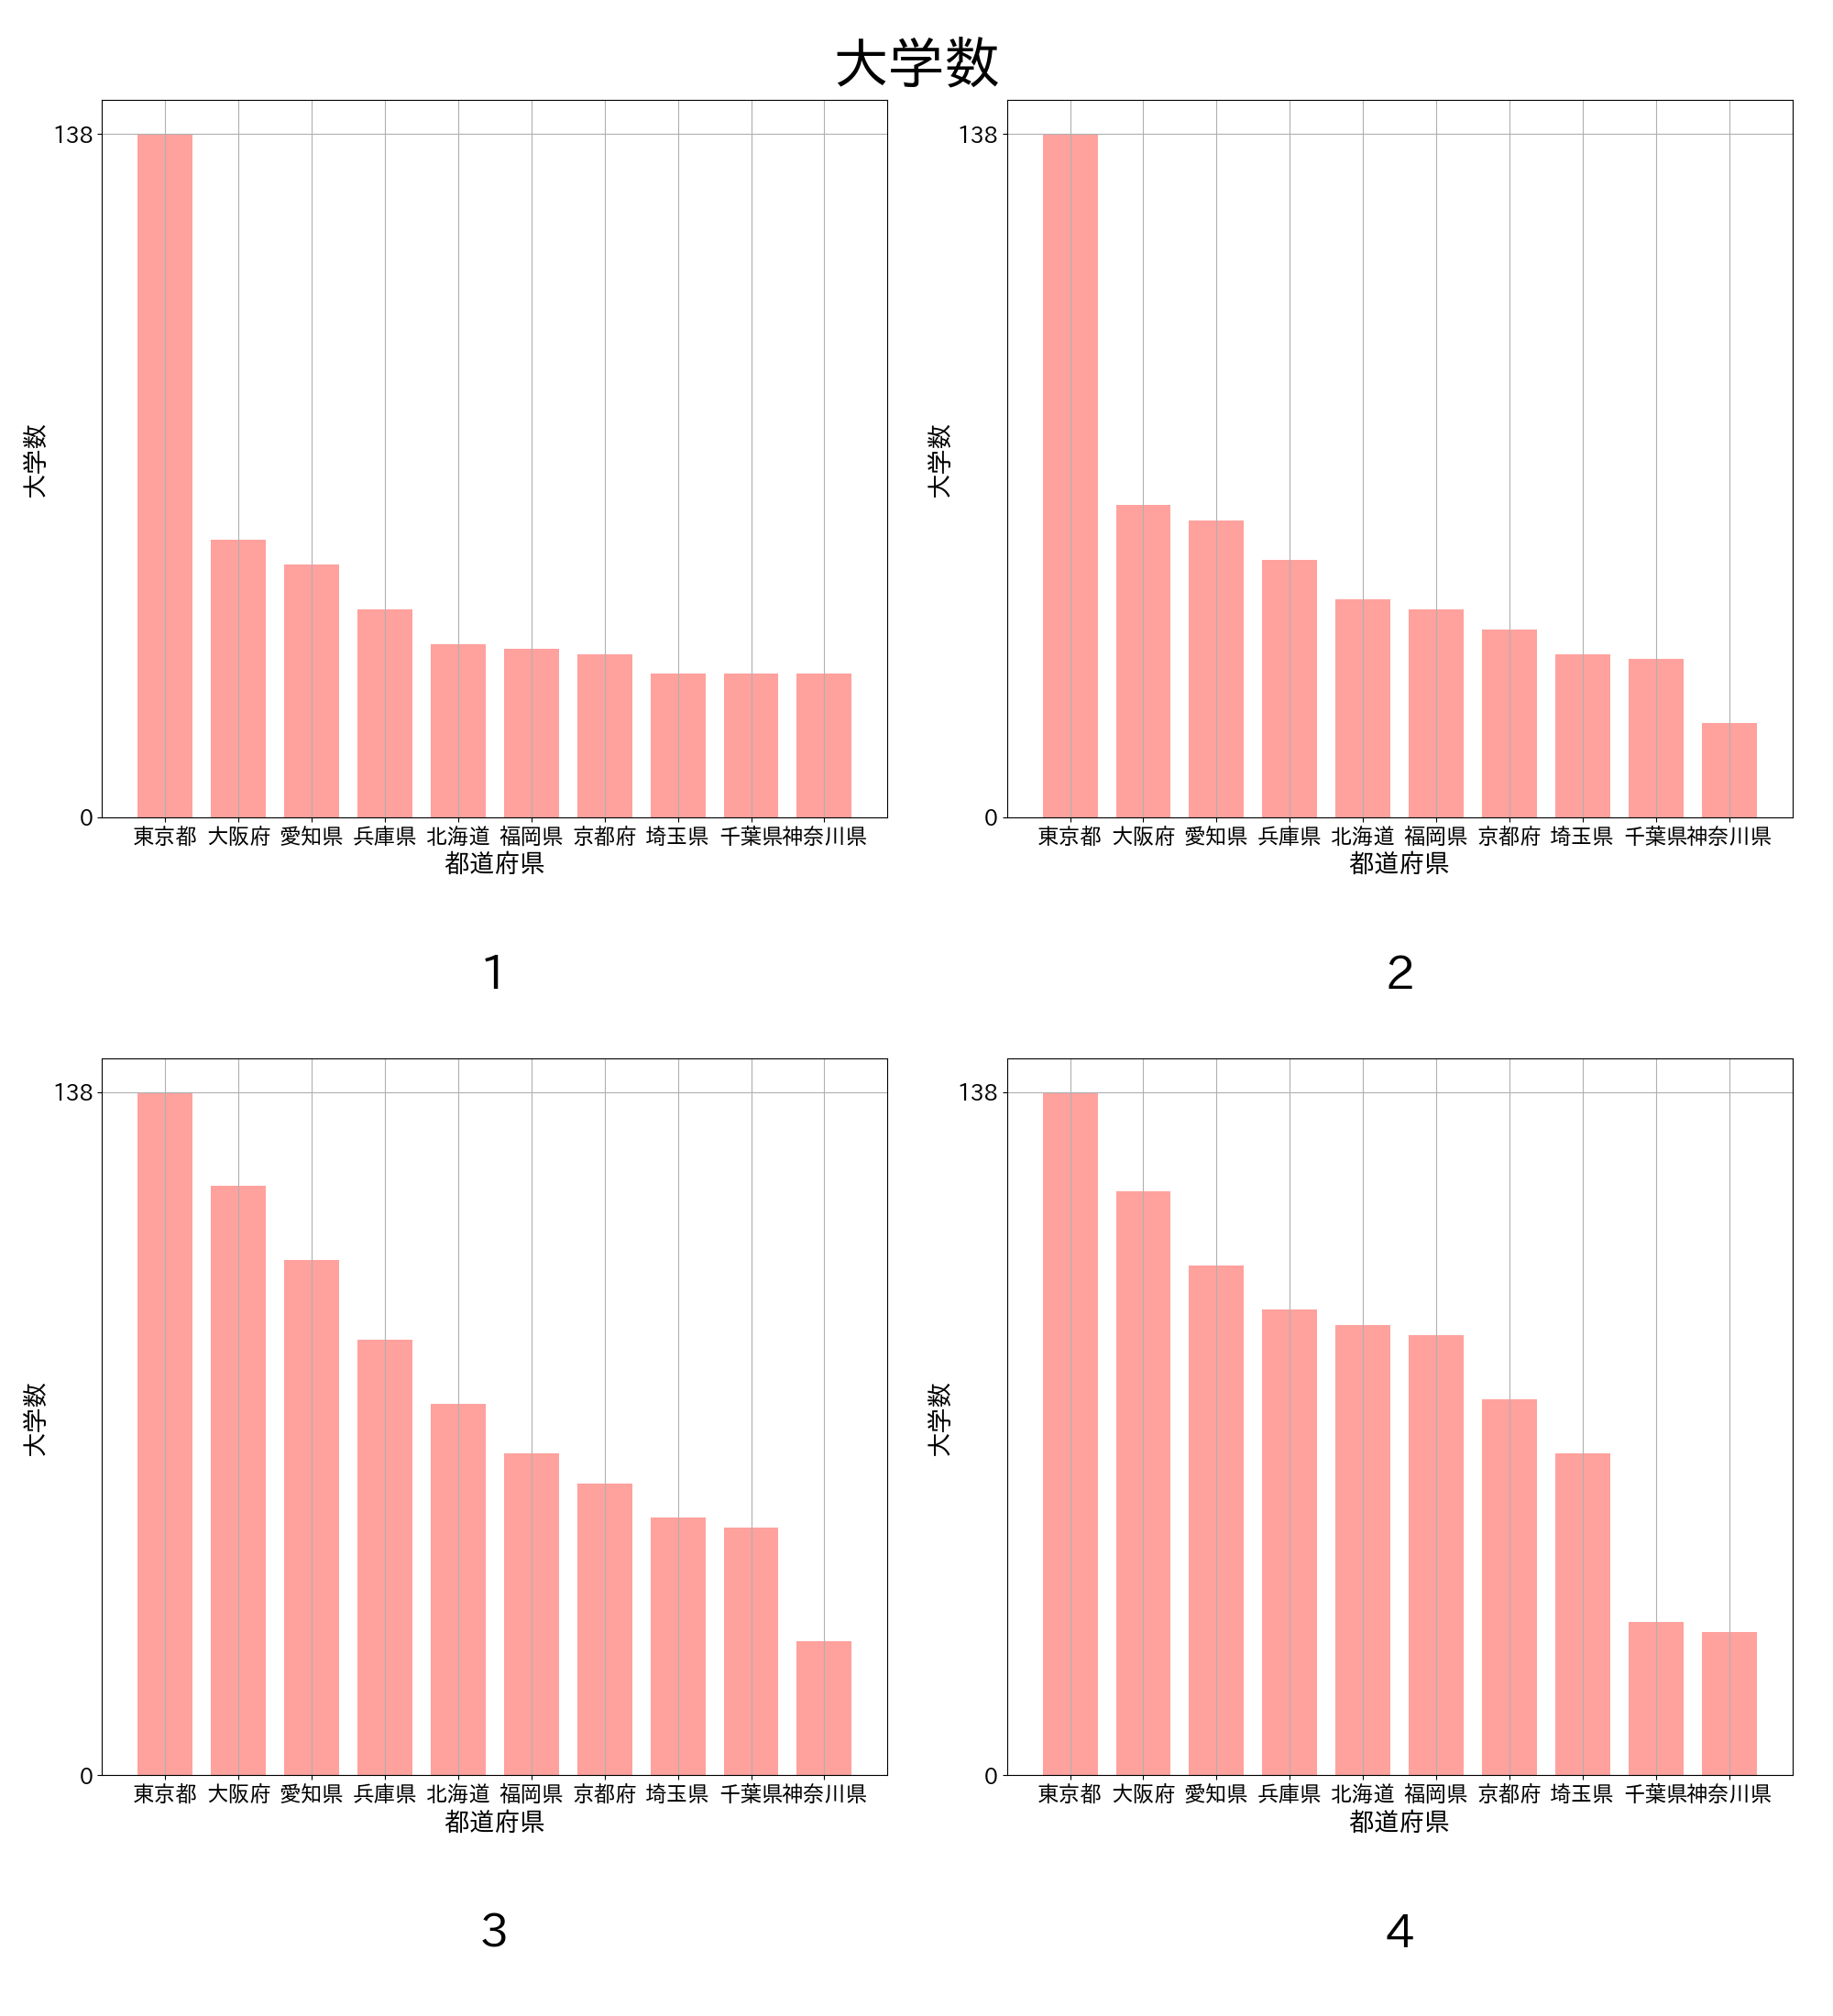 大学数
138
0
大学数
東京都 大阪府 愛知県 兵庫県 北海道 福岡県 京都府 埼玉県 千葉県 神奈川県
都道府県
1
138
0
大学数
東京都 大阪府 愛知県 兵庫県 北海道 福岡県 京都府 埼玉県 千葉県 神奈川県
都道府県
2
138
0
大学数
東京都 大阪府 愛知県 兵庫県 北海道 福岡県 京都府 埼玉県 千葉県 神奈川県
都道府県
3
138
0
大学数
東京都 大阪府 愛知県 兵庫県 北海道 福岡県 京都府 埼玉県 千葉県 神奈川県
都道府県
4